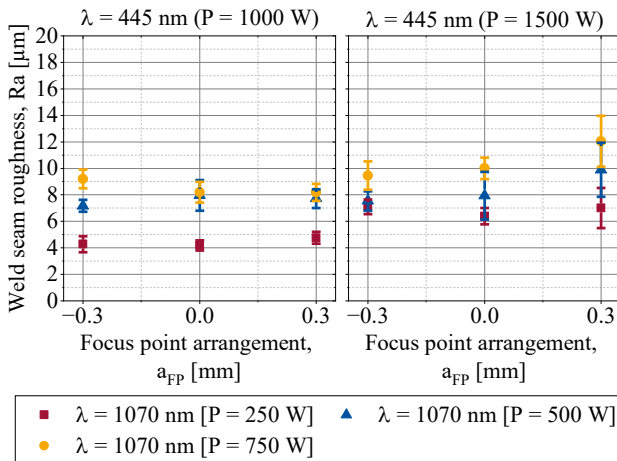 λ = 445 nm (P = 1000 W)
λ = 445 nm (P = 1500 W)
Weld seam roughness, Ra [μm]
20
18
16
14
12
10
8
6
4
2
0
−0.3 0.0 0.3
−0.3 0.0 0.3
Focus point arrangement,
a_FP [mm]
Focus point arrangement,
a_FP [mm]
λ = 1070 nm [P = 250 W]
λ = 1070 nm [P = 500 W]
λ = 1070 nm [P = 750 W]